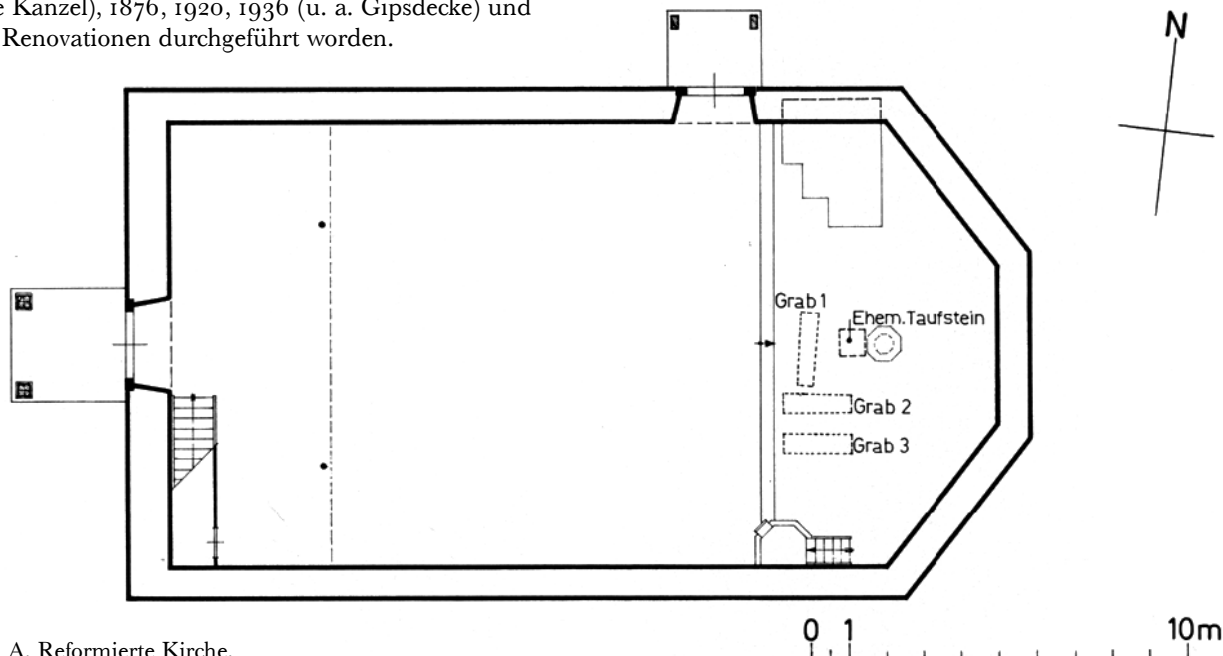 e Kanzel), 1876, 1920, 1936 (u. a. Gipsdecke) und
Renovationen durchgeführt worden.
N
Grab 1
Ehem. Taufstein
Grab 2
Grab 3
0 1 10m
A. Reformierte Kirche.